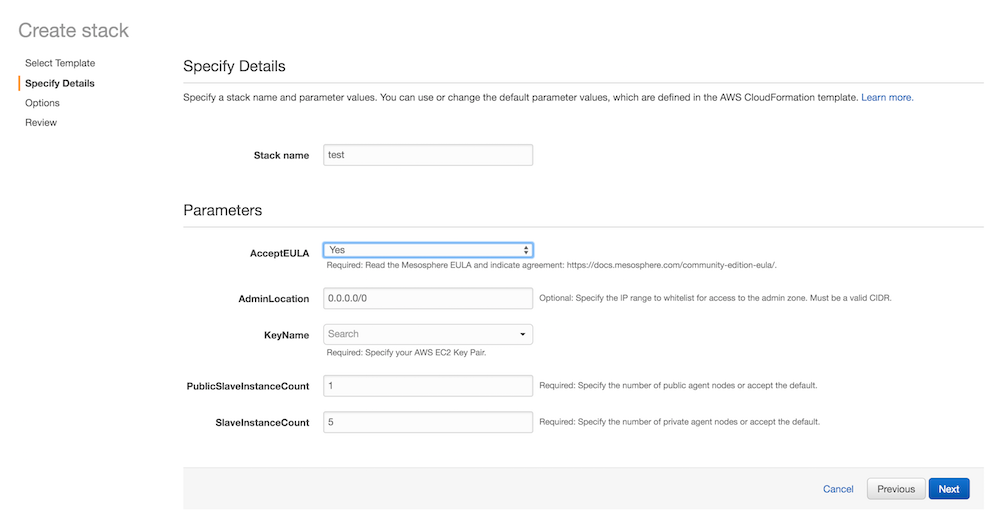 Create stack
Select Template
Specify Details
Options
Review
Specify Details
Specify a stack name and parameter values. You can use or change the default parameter values, which are defined in the AWS CloudFormation template. Learn more.
Stack name test
Parameters
AcceptEULA Yes
Required: Read the Mesosphere EULA and indicate agreement: https://docs.mesosphere.com/community-edition-eula/.
AdminLocation 0.0.0.0/0 Optional: Specify the IP range to whitelist for access to the admin zone. Must be a valid CIDR.
KeyName Search
Required: Specify your AWS EC2 Key Pair.
PublicSlaveInstanceCount 1 Required: Specify the number of public agent nodes or accept the default.
SlaveInstanceCount 5 Required: Specify the number of private agent nodes or accept the default.
Cancel Previous Next